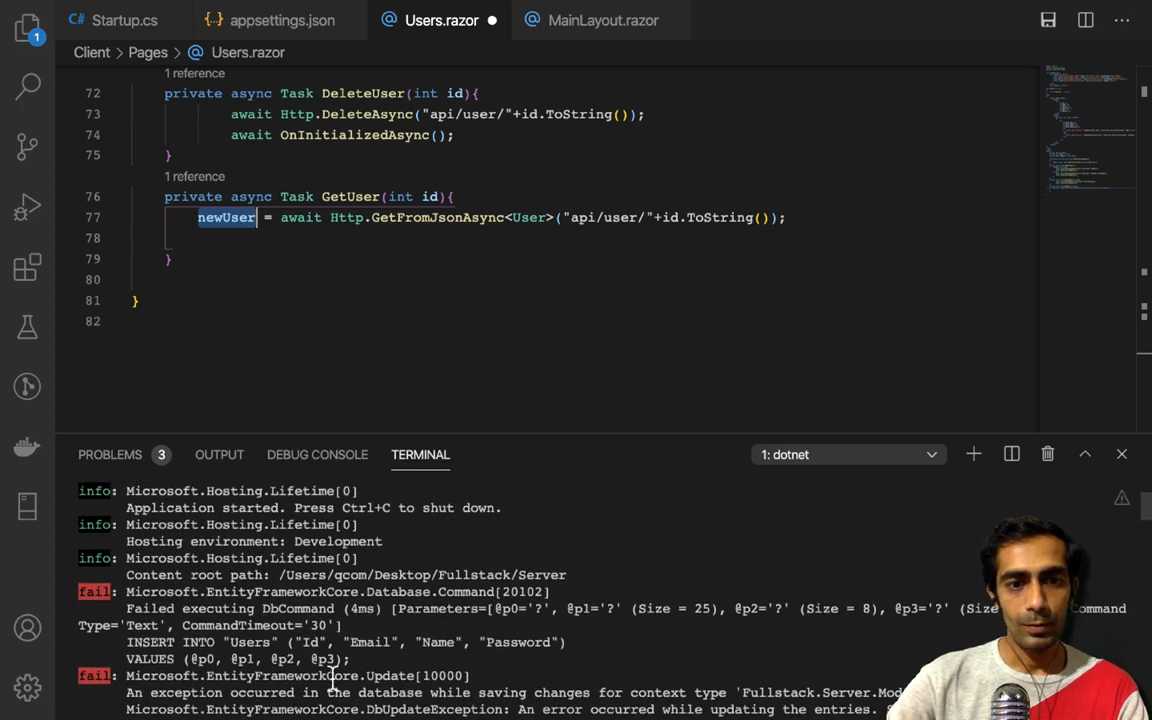 Startup.cs
appsettings.json
Users.razor
MainLayout.razor
Client > Pages > Users.razor
1
1 reference
72 private async Task DeleteUser(int id){
73 await Http.DeleteAsync("api/user/"+id.ToString());
74 await OnInitializedAsync();
75 }
1 reference
76 private async Task GetUser(int id){
77 newUser = await Http.GetFromJsonAsync<User>("api/user/"+id.ToString());
78
79 }
80
81 }
82
PROBLEMS 3 OUTPUT DEBUG CONSOLE TERMINAL 1: dotnet
info: Microsoft.Hosting.Lifetime[0]
Application started. Press Ctrl+C to shut down.
info: Microsoft.Hosting.Lifetime[0]
Hosting environment: Development
info: Microsoft.Hosting.Lifetime[0]
Content root path: /Users/qcom/Desktop/Fullstack/Server
fail: Microsoft.EntityFrameworkCore.Database.Command[20102]
Failed executing DbCommand (4ms) [Parameters=[@p0='?', @p1='?' (Size = 25), @p2='?' (Size = 8), @p3='?' (Size
Type='Text', CommandTimeout='30']
INSERT INTO "Users" ("Id", "Email", "Name", "Password")
VALUES (@p0, @p1, @p2, @p3);
fail: Microsoft.EntityFrameworkCore.Update[10000]
An exception occurred in the database while saving changes for context type 'Fullstack.Server.Mod
Microsoft.EntityFrameworkCore.DbUpdateException: An error occurred while updating the entries.